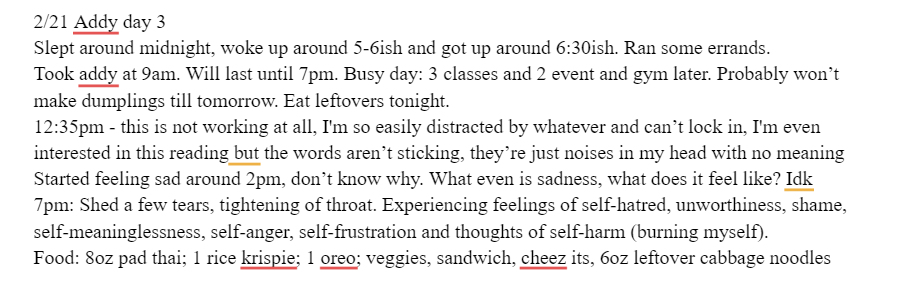 2/21 Addy day 3
Slept around midnight, woke up around 5-6ish and got up around 6:30ish. Ran some errands.
Took addy at 9am. Will last until 7pm. Busy day: 3 classes and 2 event and gym later. Probably won't
make dumplings till tomorrow. Eat leftovers tonight.
12:35pm - this is not working at all, I'm so easily distracted by whatever and can't lock in, I'm even
interested in this reading but the words aren't sticking, they're just noises in my head with no meaning
Started feeling sad around 2pm, don't know why. What even is sadness, what does it feel like? Idk
7pm: Shed a few tears, tightening of throat. Experiencing feelings of self-hatred, unworthiness, shame,
self-meaninglessness, self-anger, self-frustration and thoughts of self-harm (burning myself).
Food: 8oz pad thai; 1 rice krispie; 1 oreo; veggies, sandwich, cheez its, 6oz leftover cabbage noodles